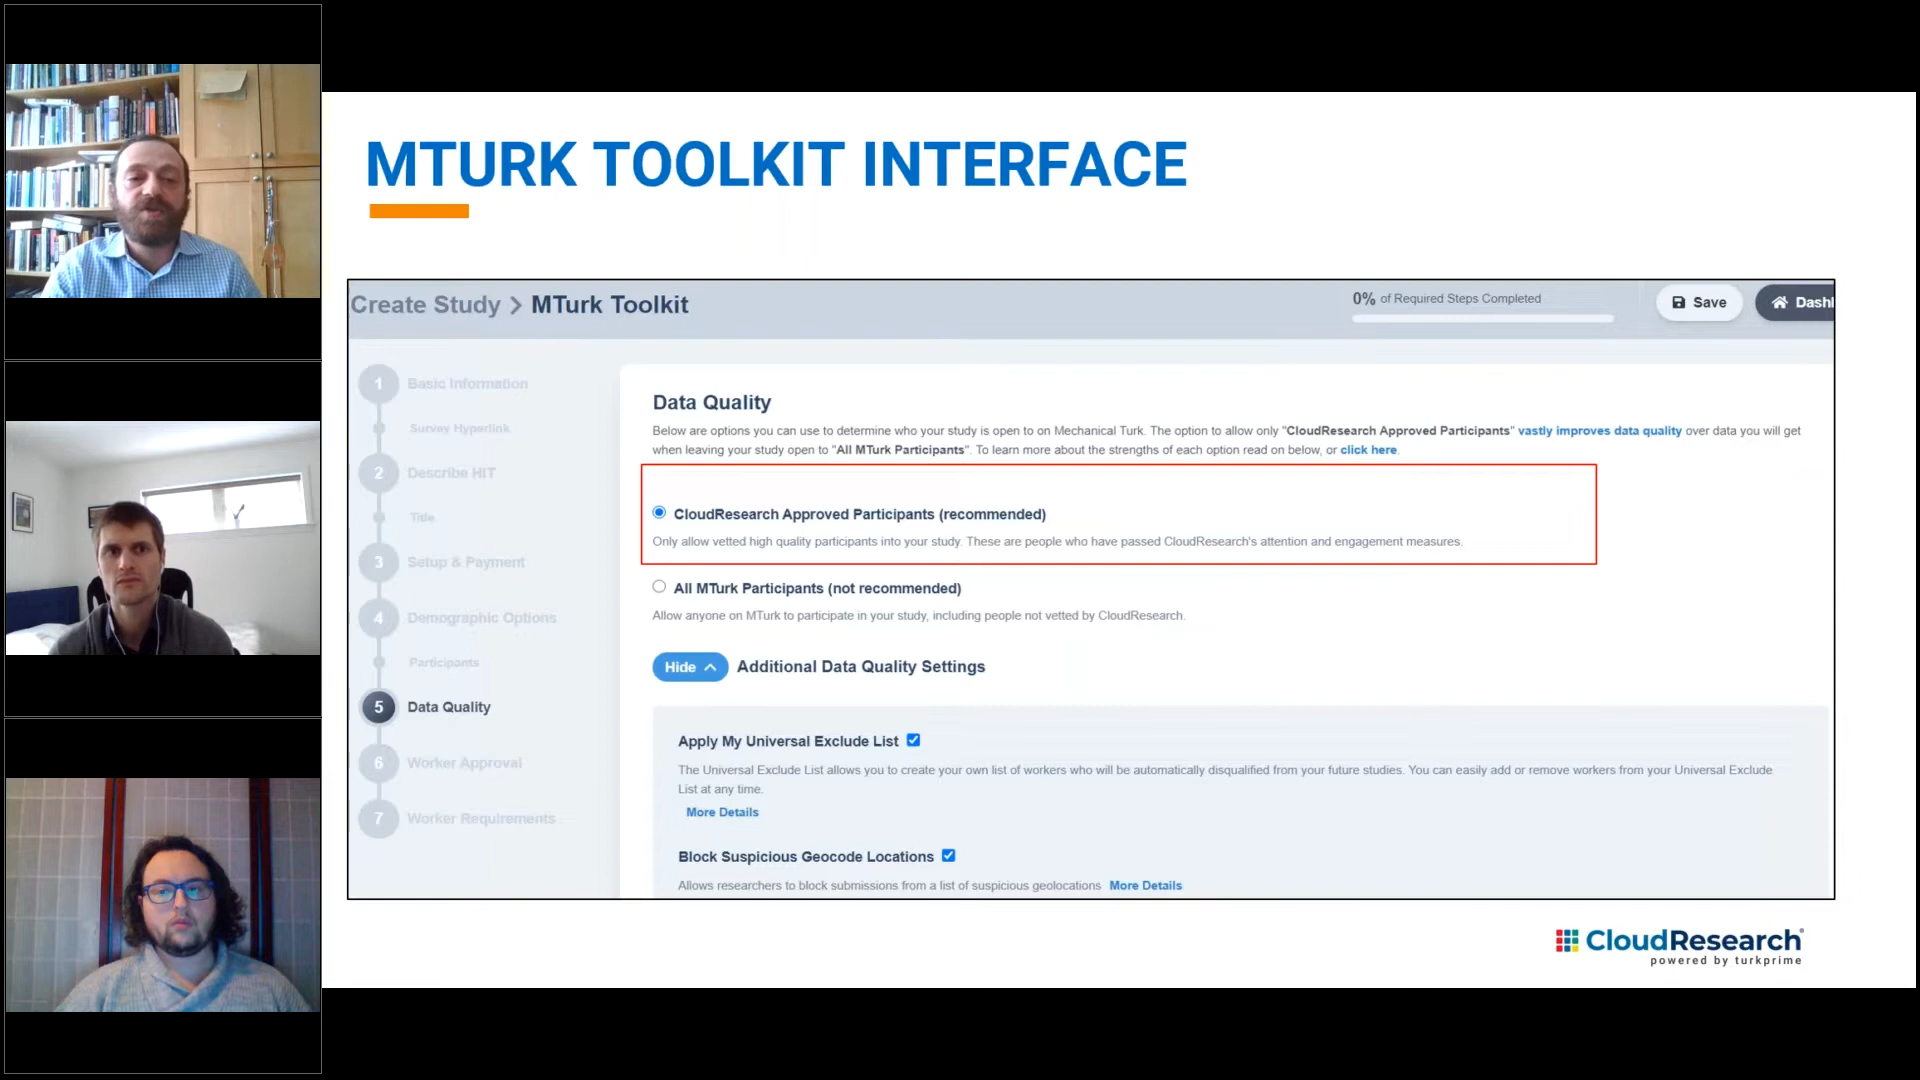 MTURK TOOLKIT INTERFACE
Create Study > MTurk Toolkit
0% of Required Steps Completed
Save
Dashl
1 Basic Information
Survey Hyperlink
2 Describe HIT
Title
3 Setup & Payment
4 Demographic Options
Participants
5 Data Quality
6 Worker Approval
7 Worker Requirements
Data Quality
Below are options you can use to determine who your study is open to on Mechanical Turk. The option to allow only "CloudResearch Approved Participants" vastly improves data quality over data you will get
when leaving your study open to "All MTurk Participants". To learn more about the strengths of each option read on below, or click here.
CloudResearch Approved Participants (recommended)
Only allow vetted high quality participants into your study. These are people who have passed CloudResearch's attention and engagement measures.
All MTurk Participants (not recommended)
Allow anyone on MTurk to participate in your study, including people not vetted by CloudResearch.
Hide Additional Data Quality Settings
Apply My Universal Exclude List
The Universal Exclude List allows you to create your own list of workers who will be automatically disqualified from your future studies. You can easily add or remove workers from your Universal Exclude
List at any time.
More Details
Block Suspicious Geocode Locations
Allows researchers to block submissions from a list of suspicious geolocations More Details
CloudResearch
powered by turkprime